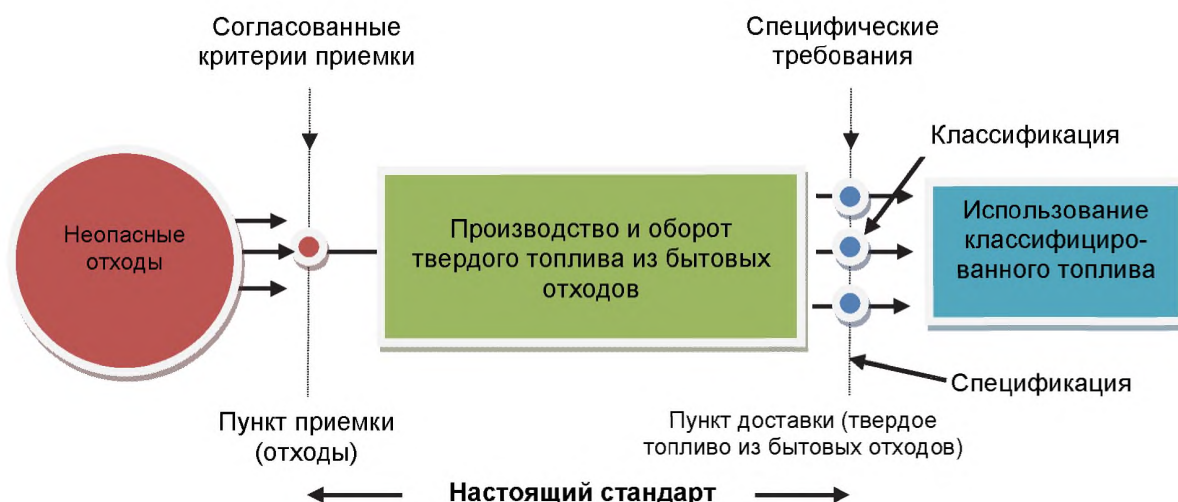 Согласованные
критерии приемки
Специфические
требования
Классификация
Неопасные
отходы
Производство и оборот
твердого топлива из бытовых
отходов
Использование
классифициро-
ванного топлива
Спецификация
Пункт приемки
(отходы)
Пункт доставки (твердое
топливо из бытовых отходов)
Настоящий стандарт